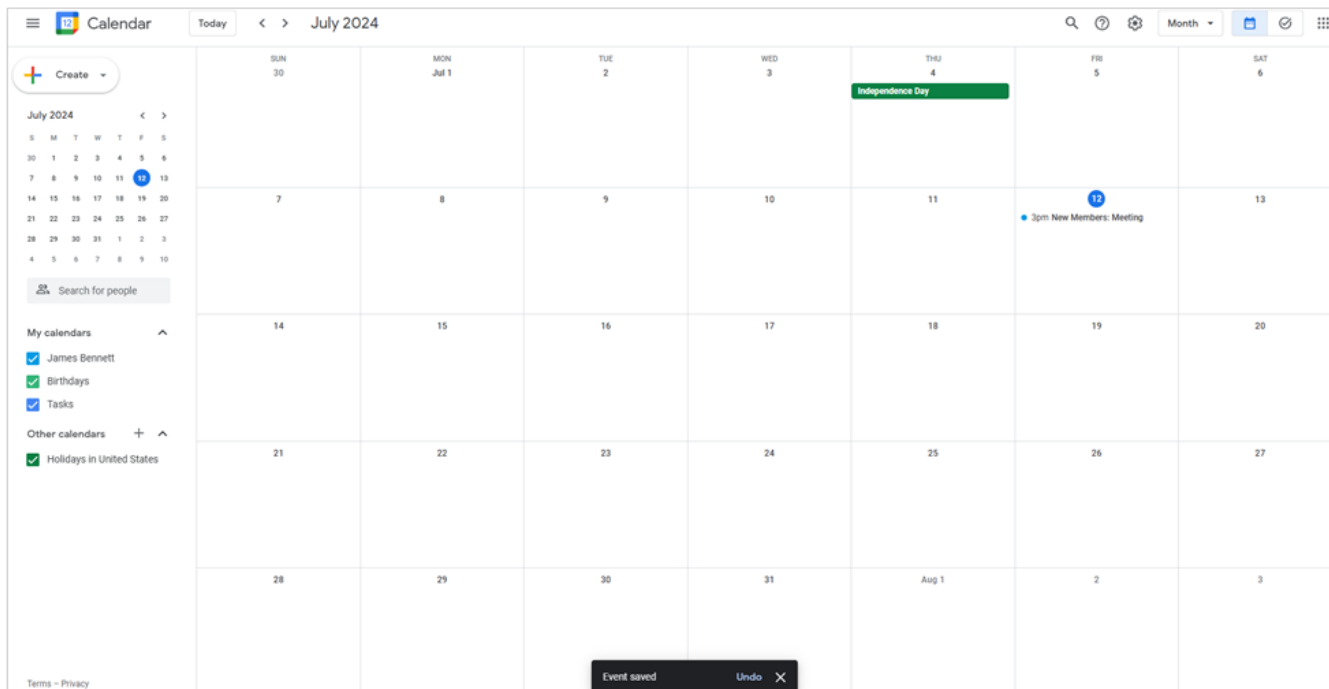 12 Calendar Today July 2024 Month
Create
July 2024
S M T W T F S
30 1 2 3 4 5 6
7 8 9 10 11 12 13
14 15 16 17 18 19 20
21 22 23 24 25 26 27
28 29 30 31 1 2 3
4 5 6 7 8 9 10
Search for people
My calendars
James Bennett
Birthdays
Tasks
Other calendars
Holidays in United States
Terms – Privacy
SUN MON TUE WED THU FRI SAT
30 Jul 1 2 3 4 5 6
Independence Day
7 8 9 10 11 12 13
3pm New Members: Meeting
14 15 16 17 18 19 20
21 22 23 24 25 26 27
28 29 30 31 Aug 1 2 3
Event saved Undo